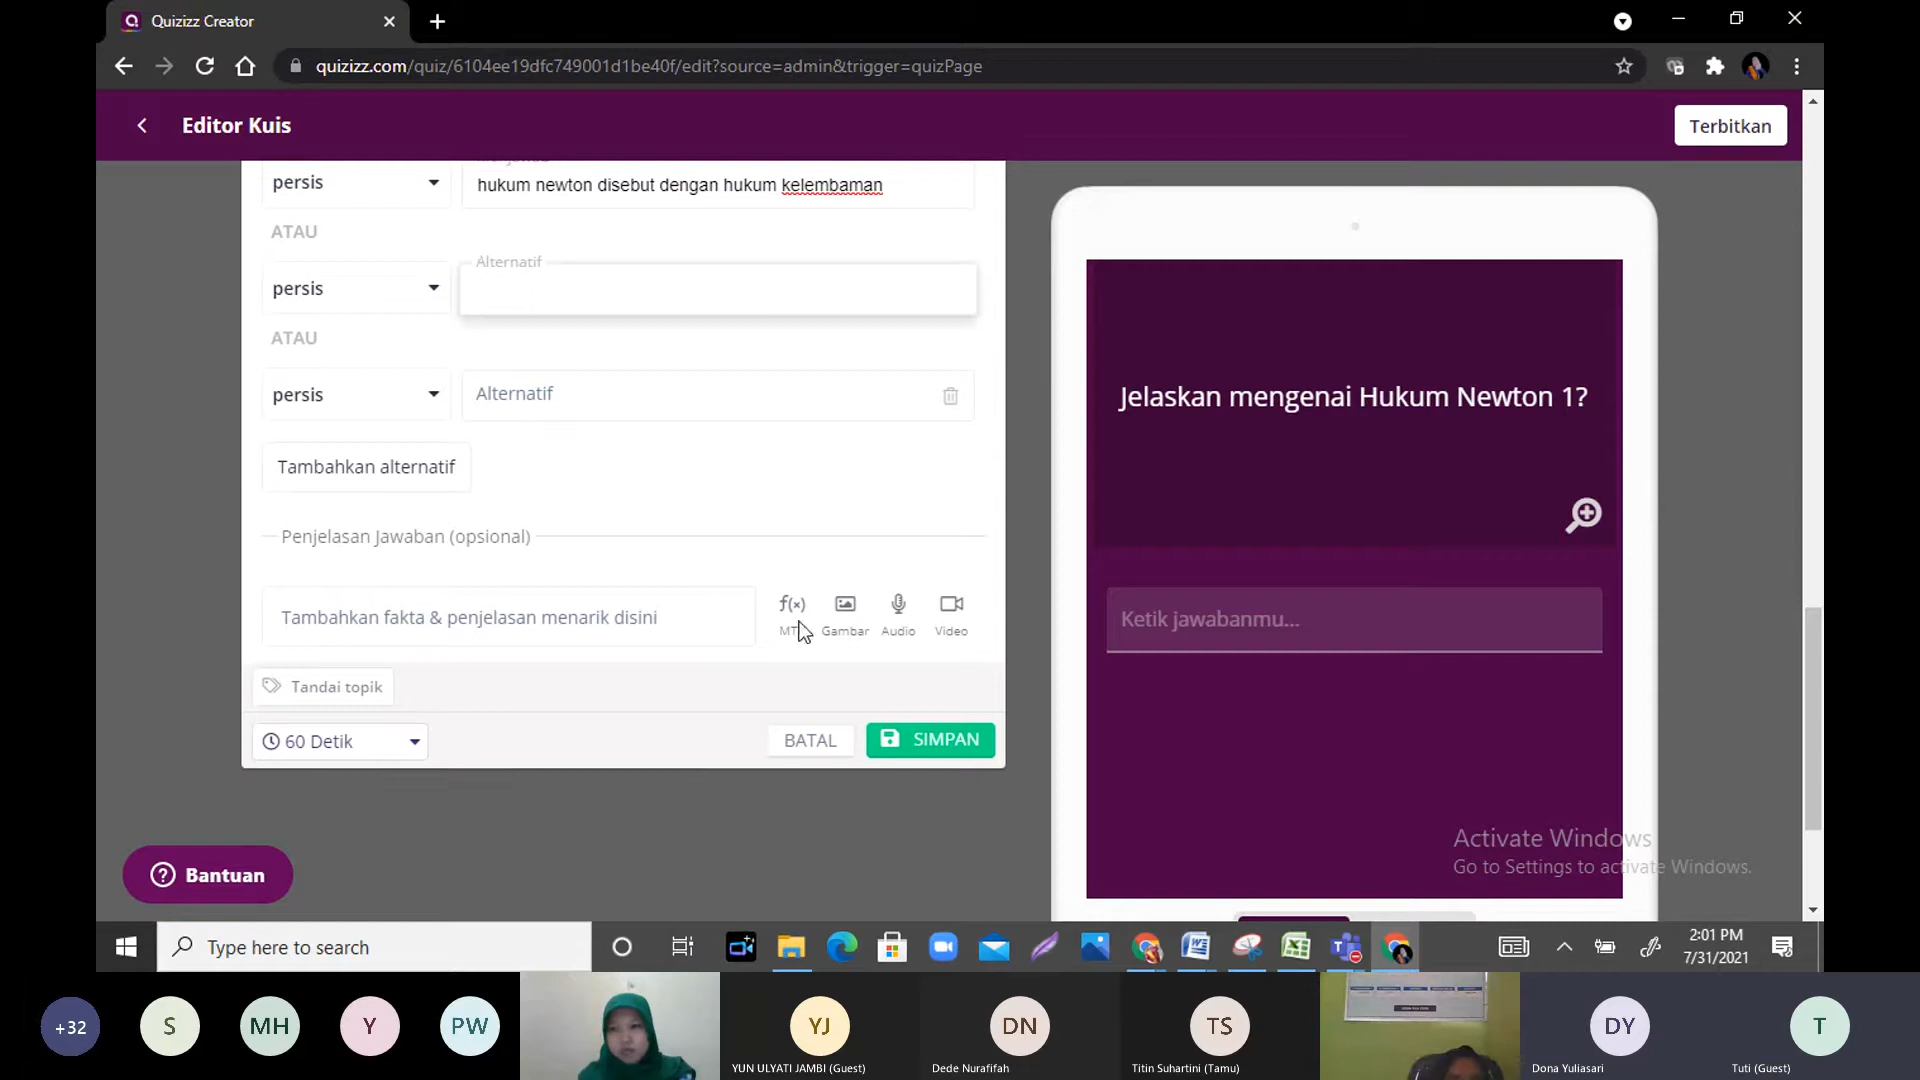 Quizizz Creator
quizizz.com/quiz/6104ee19dfc749001d1be40f/edit?source=admin&trigger=quizPage
Editor Kuis
Terbitkan
persis
hukum newton disebut dengan hukum kelembaman
ATAU
Alternatif
persis
ATAU
persis
Alternatif
Tambahkan alternatif
Penjelasan Jawaban (opsional)
Tambahkan fakta & penjelasan menarik disini
f(x)
Gambar
Audio
Video
Tandai topik
60 Detik
BATAL
SIMPAN
Bantuan
Jelaskan mengenai Hukum Newton 1?
Ketik jawabanmu...
Activate Windows
Go to Settings to activate Windows.
Type here to search
2:01 PM
7/31/2021
+32
S
MH
Y
PW
YJ
YUN ULYATI JAMBI (Guest)
DN
Dede Nurafifah
TS
Titin Suhartini (Tamu)
DY
Dona Yuliasari
T
Tuti (Guest)